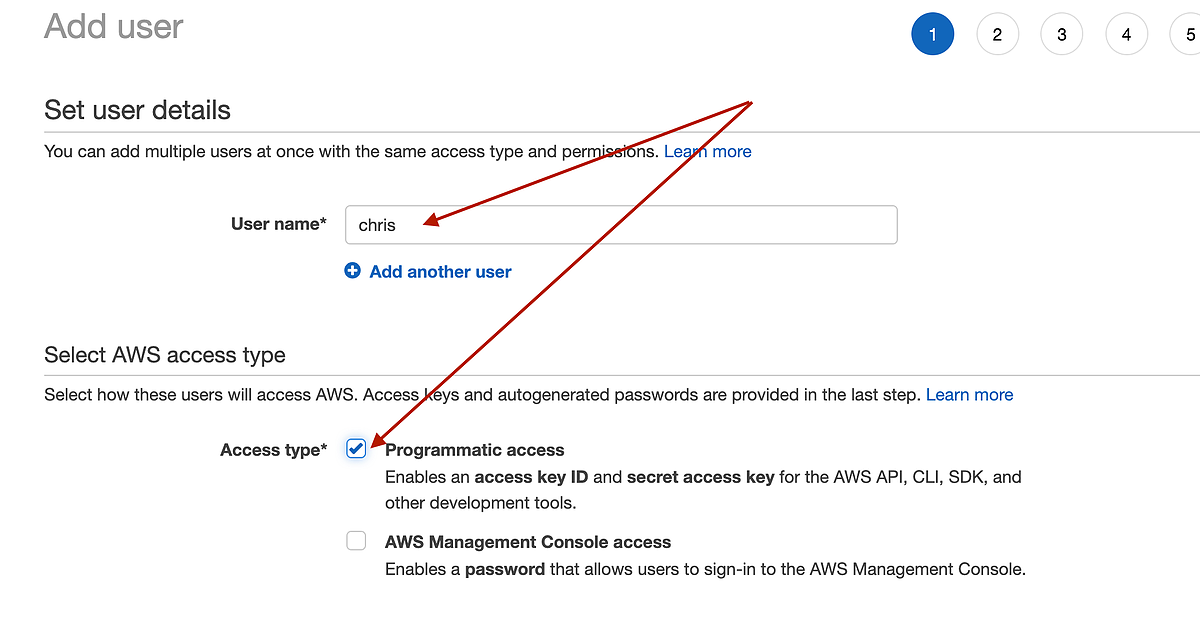 Add user
1 2 3 4 5
Set user details
You can add multiple users at once with the same access type and permissions. Learn more
User name* chris
Add another user
Select AWS access type
Select how these users will access AWS. Access keys and autogenerated passwords are provided in the last step. Learn more
Access type* Programmatic access
Enables an access key ID and secret access key for the AWS API, CLI, SDK, and
other development tools.
AWS Management Console access
Enables a password that allows users to sign-in to the AWS Management Console.